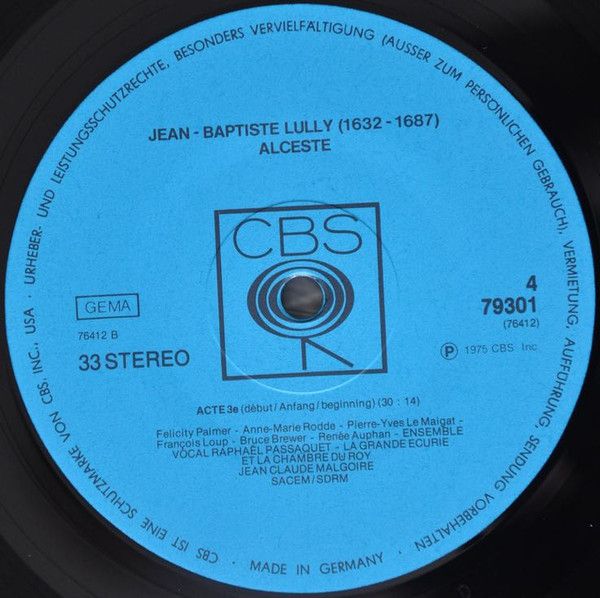 URHEBER- UND LEISTUNGSSCHUTZRECHTE, BESONDERS VERVIELFÄLTIGUNG (AUSSER ZUM PERSÖNLICHEN GEBRAUCH), VERMIETUNG, AUFFÜHRUNG, SENDUNG VORBEHALTEN
JEAN - BAPTISTE LULLY (1632 - 1687)
ALCESTE
CBS
GEMA
76412 B
33 STEREO
4
79301
(76412)
Ⓟ 1975 CBS Inc
ACTE 3e (début/Anfang/beginning) (30 : 14)
Felicity Palmer - Anne-Marie Rodde - Pierre-Yves Le Maigat -
François Loup - Bruce Brewer - Renée Auphan - ENSEMBLE
VOCAL RAPHAËL PASSAQUET - LA GRANDE ECURIE
ET LA CHAMBRE DU ROY
JEAN CLAUDE MALGOIRE
SACEM/SDRM
CBS IST EINE SCHUTZMARKE VON CBS, INC., USA ·
· MADE IN GERMANY ·